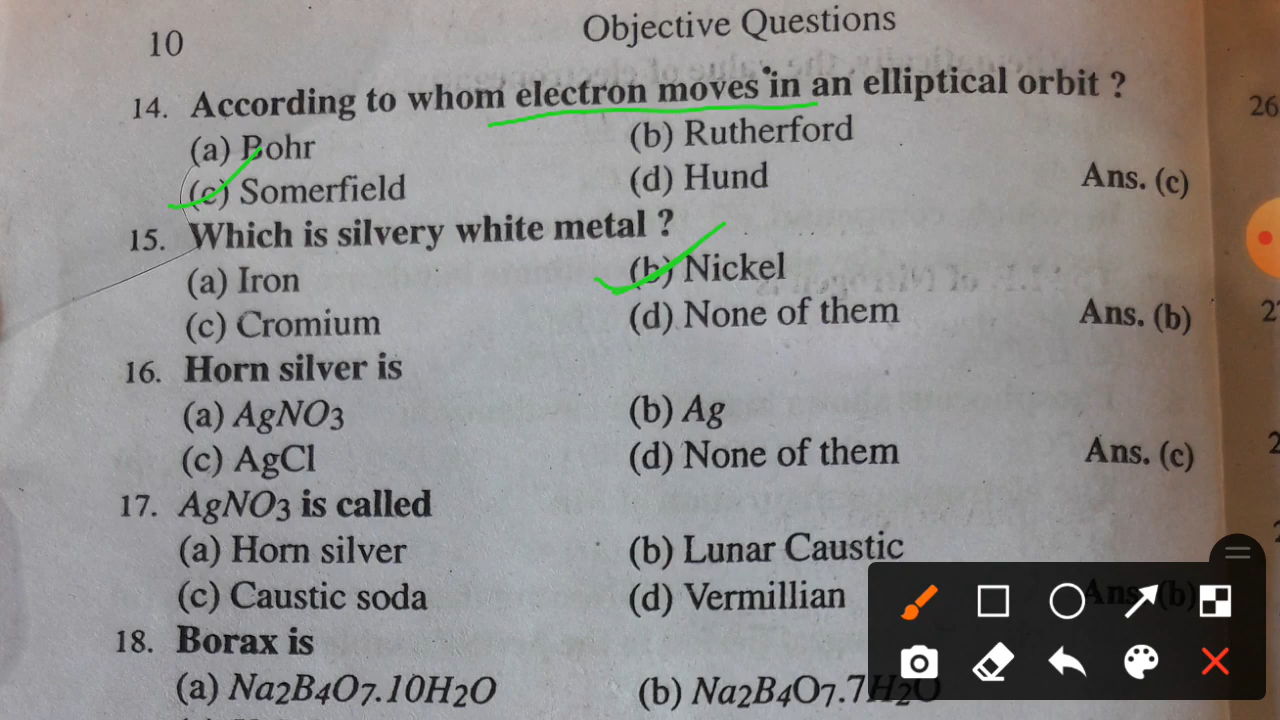 10 Objective Questions
14. According to whom electron moves in an elliptical orbit ?
(a) Bohr (b) Rutherford
(c) Somerfield (d) Hund Ans. (c)
15. Which is silvery white metal ?
(a) Iron (b) Nickel
(c) Cromium (d) None of them Ans. (b)
16. Horn silver is
(a) AgNO3 (b) Ag
(c) AgCl (d) None of them Ans. (c)
17. AgNO3 is called
(a) Horn silver (b) Lunar Caustic
(c) Caustic soda (d) Vermillian Ans. (b)
18. Borax is
(a) Na2B4O7.10H2O (b) Na2B4O7.7H2O
26